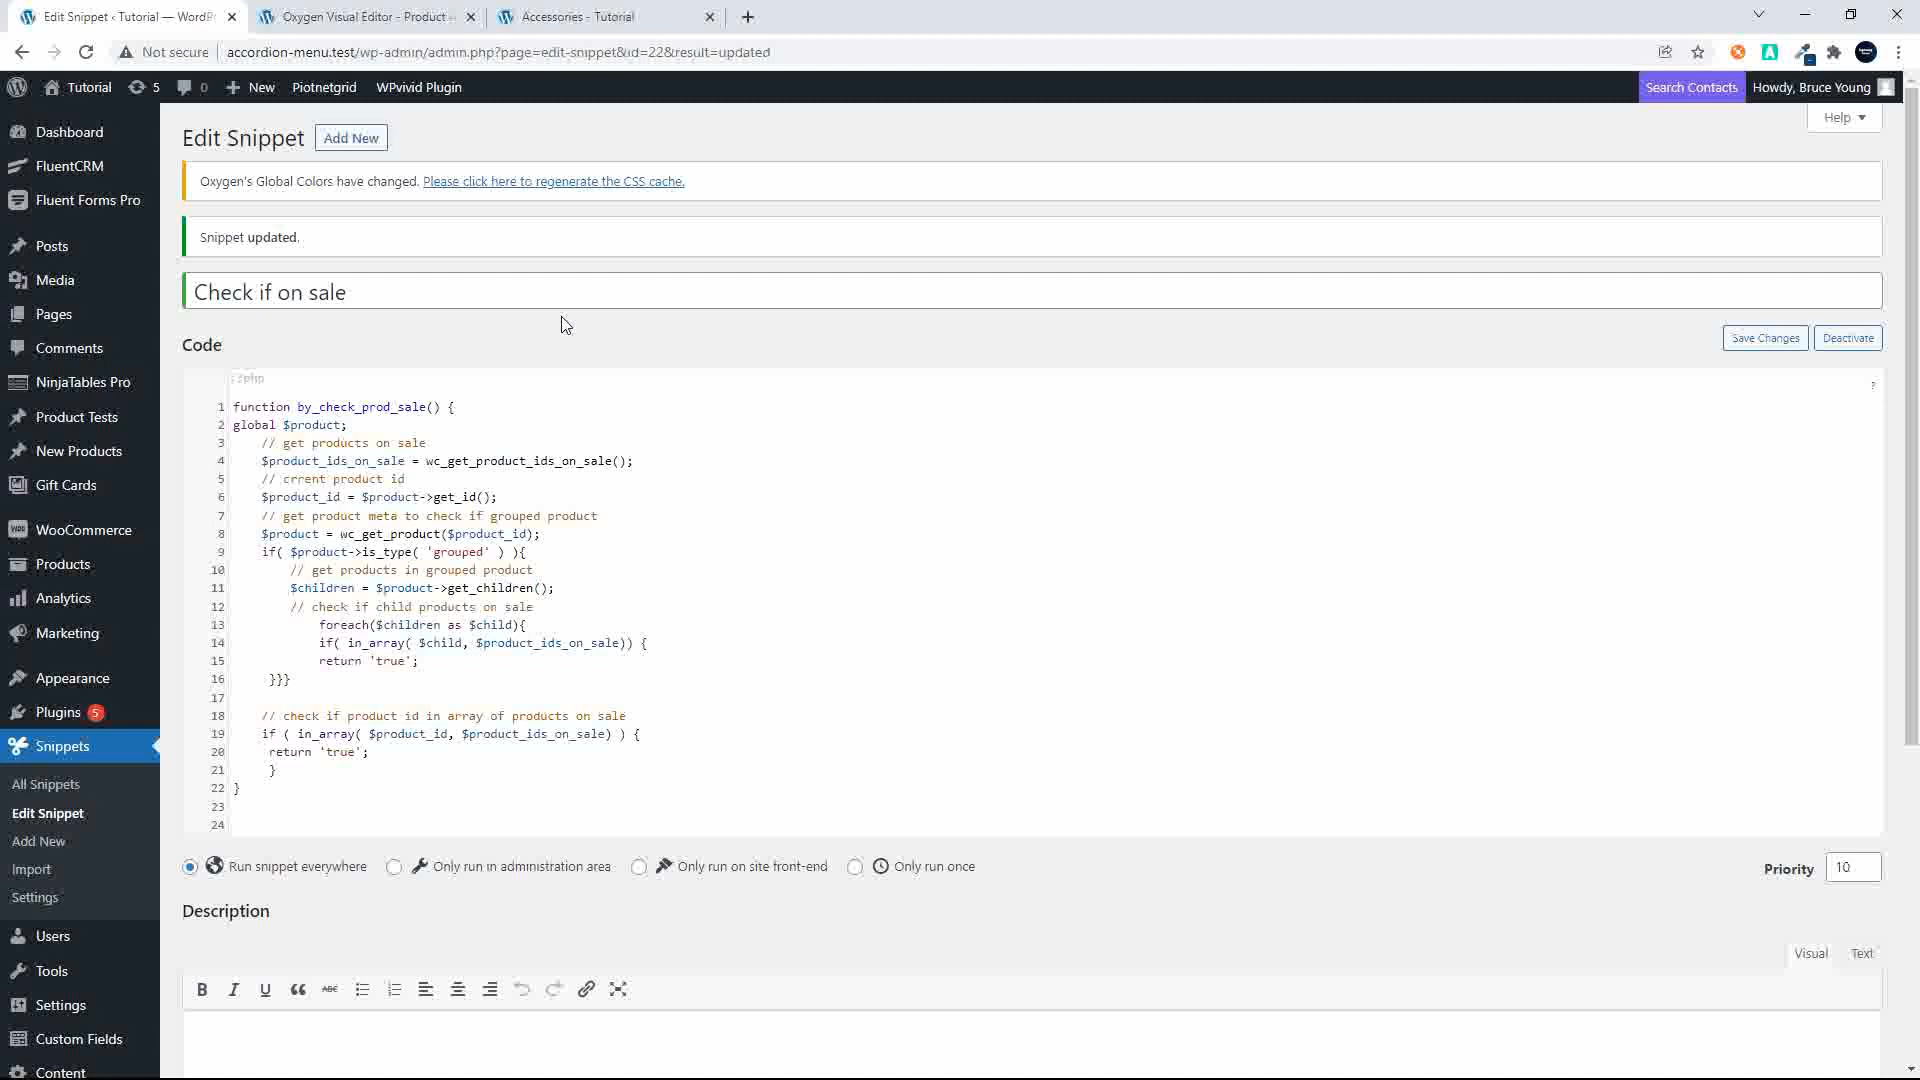 Edit Snippet ‹ Tutorial — WordPr
Oxygen Visual Editor - Product -
Accessories - Tutorial
Not secure
accordion-menu.test/wp-admin/admin.php?page=edit-snippet&id=22&result=updated
Tutorial
5
0
New
Piotnetgrid
WPvivid Plugin
Search Contacts
Howdy, Bruce Young
Dashboard
FluentCRM
Fluent Forms Pro
Posts
Media
Pages
Comments
NinjaTables Pro
Product Tests
New Products
Gift Cards
WooCommerce
Products
Analytics
Marketing
Appearance
Plugins 5
Snippets
All Snippets
Edit Snippet
Add New
Import
Settings
Users
Tools
Settings
Custom Fields
Content
Help
Edit Snippet
Add New
Oxygen's Global Colors have changed. Please click here to regenerate the CSS cache.
Snippet updated.
Check if on sale
Code
Save Changes
Deactivate
?php
?
1 function by_check_prod_sale() {
2 global $product;
3 // get products on sale
4 $product_ids_on_sale = wc_get_product_ids_on_sale();
5 // crrent product id
6 $product_id = $product->get_id();
7 // get product meta to check if grouped product
8 $product = wc_get_product($product_id);
9 if( $product->is_type( 'grouped' ) ){
10 // get products in grouped product
11 $children = $product->get_children();
12 // check if child products on sale
13 foreach($children as $child){
14 if( in_array( $child, $product_ids_on_sale)) {
15 return 'true';
16 }}}
17
18 // check if product id in array of products on sale
19 if ( in_array( $product_id, $product_ids_on_sale) ) {
20 return 'true';
21 }
22 }
23
24
Run snippet everywhere
Only run in administration area
Only run on site front-end
Only run once
Priority
10
Description
Visual
Text
B I U ABC